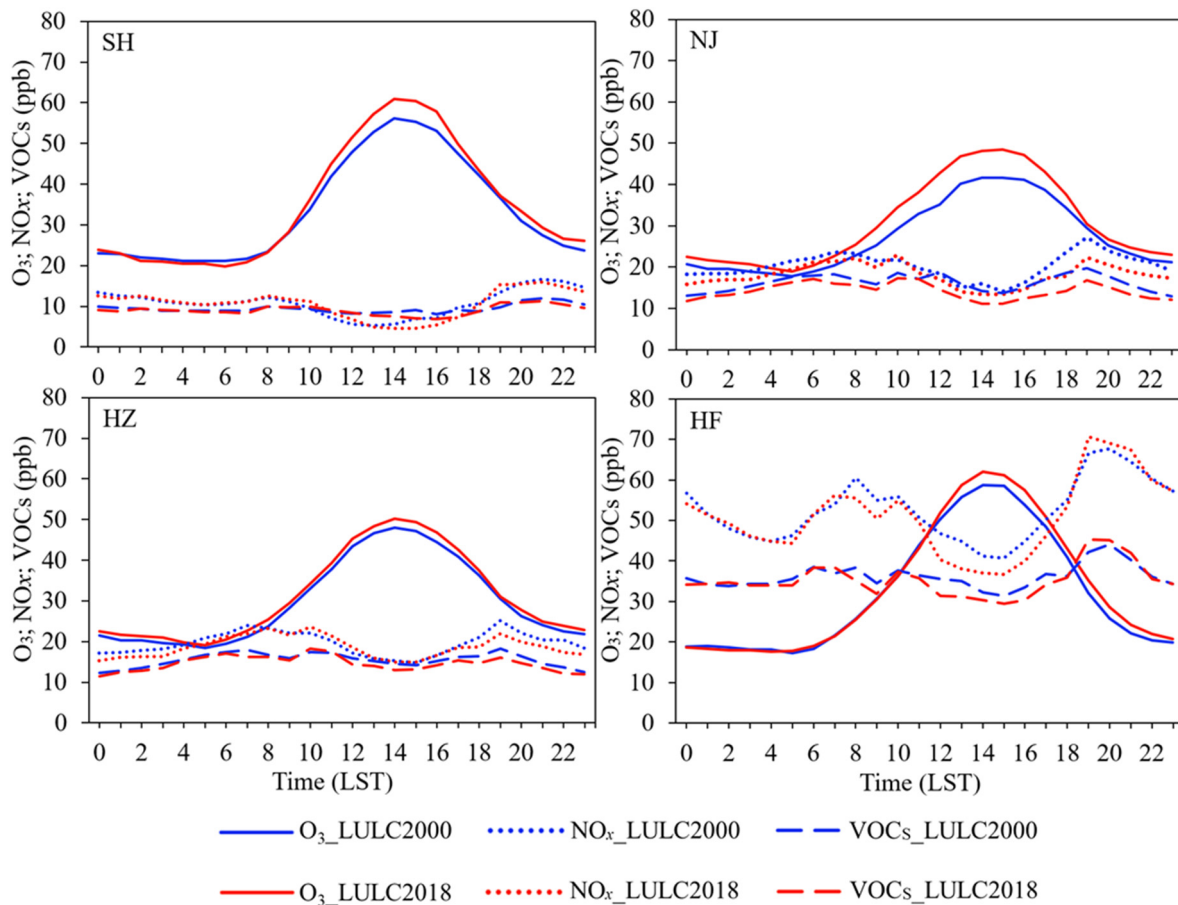 SH
O₃; NOx; VOCs (ppb)
80
70
60
50
40
30
20
10
0
0 2 4 6 8 10 12 14 16 18 20 22
NJ
O₃; NOx; VOCs (ppb)
80
70
60
50
40
30
20
10
0
0 2 4 6 8 10 12 14 16 18 20 22
HZ
O₃; NOx; VOCs (ppb)
80
70
60
50
40
30
20
10
0
0 2 4 6 8 10 12 14 16 18 20 22
Time (LST)
HF
O₃; NOx; VOCs (ppb)
80
70
60
50
40
30
20
10
0
0 2 4 6 8 10 12 14 16 18 20 22
Time (LST)
O₃_LULC2000 NOx_LULC2000 VOCs_LULC2000
O₃_LULC2018 NOx_LULC2018 VOCs_LULC2018